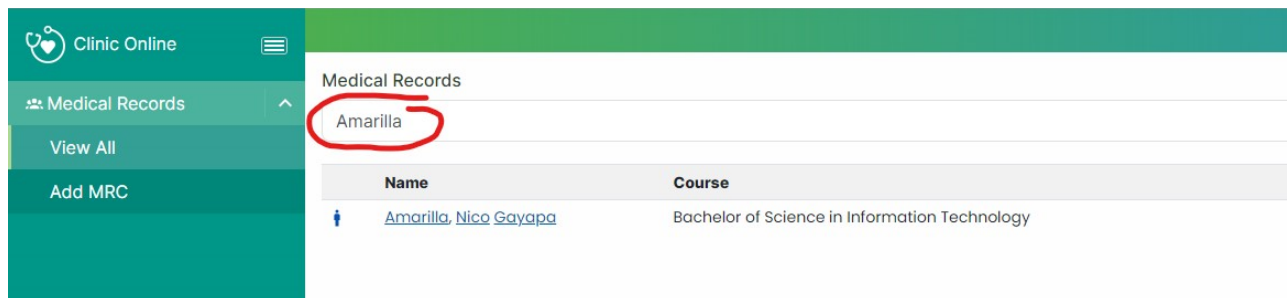 Clinic Online
Medical Records
View All
Add MRC
Medical Records
Amarilla
Name Course
Amarilla, Nico Gayapa Bachelor of Science in Information Technology